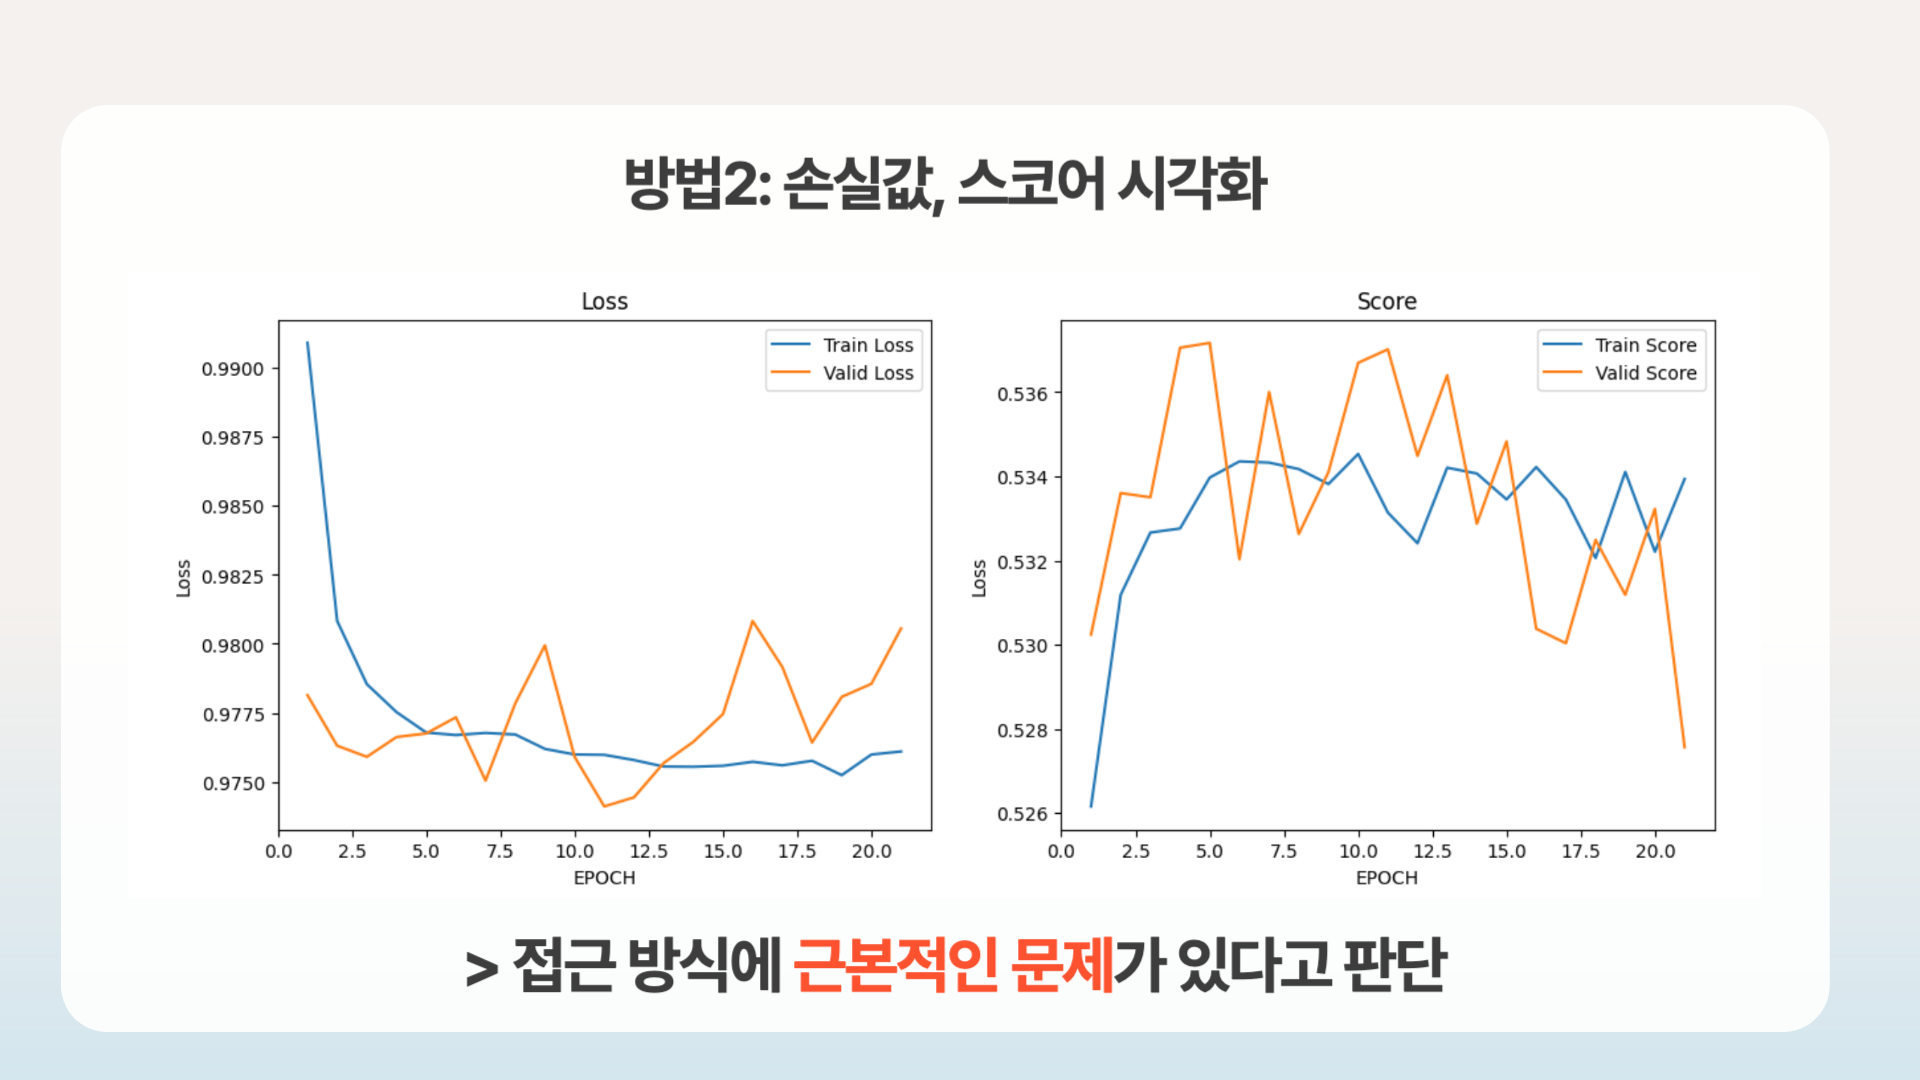 방법2: 손실값, 스코어 시각화
Loss
Train Loss
Valid Loss
0.9900
0.9875
0.9850
0.9825
0.9800
0.9775
0.9750
Loss
0.0 2.5 5.0 7.5 10.0 12.5 15.0 17.5 20.0
EPOCH
Score
Train Score
Valid Score
0.536
0.534
0.532
0.530
0.528
0.526
Loss
0.0 2.5 5.0 7.5 10.0 12.5 15.0 17.5 20.0
EPOCH
> 접근 방식에 근본적인 문제가 있다고 판단